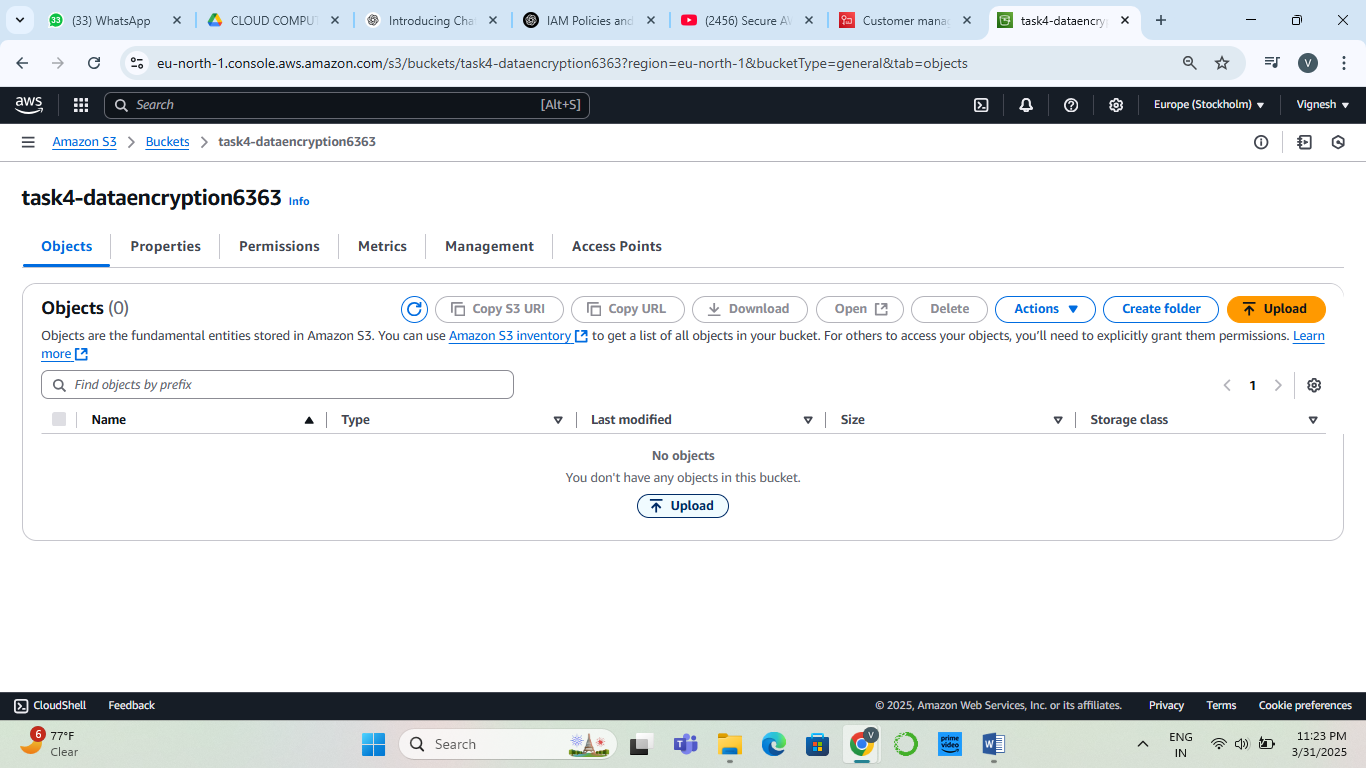 (33) WhatsApp
CLOUD COMPUT
Introducing Cha
IAM Policies and
(2456) Secure AW
Customer manag
task4-dataencryp
eu-north-1.console.aws.amazon.com/s3/buckets/task4-dataencryption6363?region=eu-north-1&bucketType=general&tab=objects
V
aws
Search
[Alt+S]
Europe (Stockholm)
Vignesh
Amazon S3
Buckets
task4-dataencryption6363
task4-dataencryption6363 Info
Objects
Properties
Permissions
Metrics
Management
Access Points
Objects (0)
Copy S3 URI
Copy URL
Download
Open
Delete
Actions
Create folder
Upload
Objects are the fundamental entities stored in Amazon S3. You can use Amazon S3 inventory to get a list of all objects in your bucket. For others to access your objects, you'll need to explicitly grant them permissions. Learn
more
Find objects by prefix
1
Name
Type
Last modified
Size
Storage class
No objects
You don't have any objects in this bucket.
Upload
CloudShell
Feedback
© 2025, Amazon Web Services, Inc. or its affiliates.
Privacy
Terms
Cookie preferences
6
77°F
Clear
Search
prime video
V
ENG
IN
11:23 PM
3/31/2025